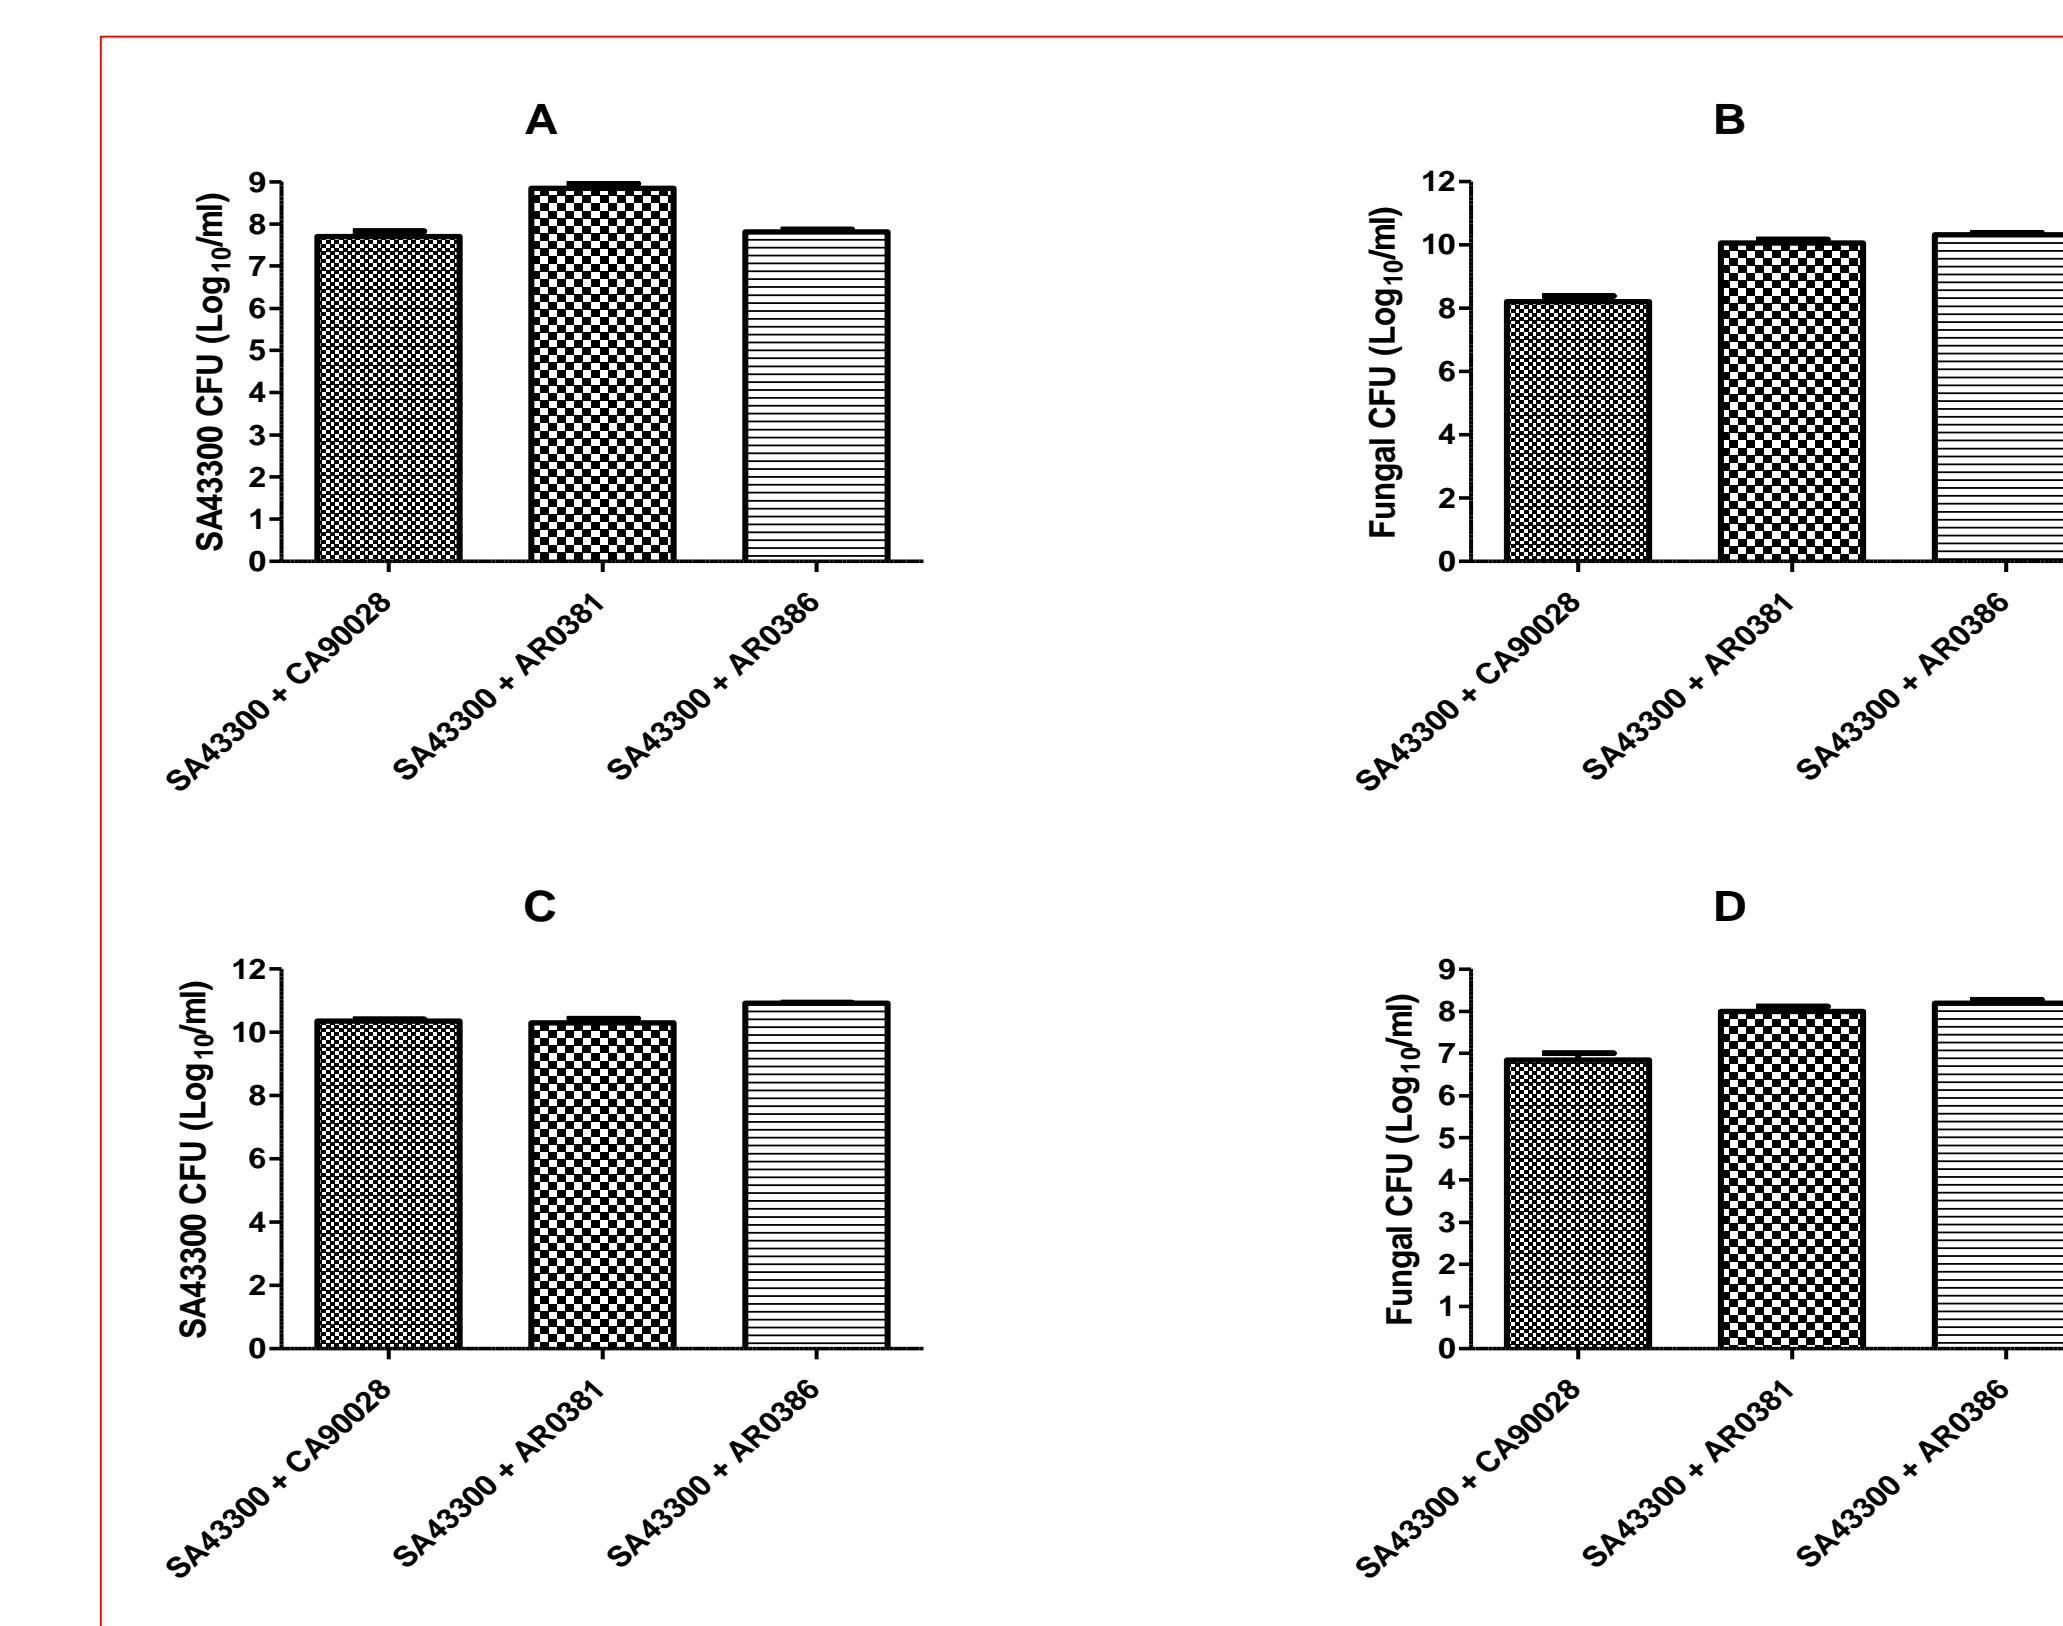 A
SA43300 CFU (Log10/ml)
9
8
7
6
5
4
3
2
1
0
SA43300 + CA90028
SA43300 + AR0381
SA43300 + AR0386
B
Fungal CFU (Log10/ml)
12
10
8
6
4
2
0
SA43300 + CA90028
SA43300 + AR0381
SA43300 + AR0386
C
SA43300 CFU (Log10/ml)
12
10
8
6
4
2
0
SA43300 + CA90028
SA43300 + AR0381
SA43300 + AR0386
D
Fungal CFU (Log10/ml)
9
8
7
6
5
4
3
2
1
0
SA43300 + CA90028
SA43300 + AR0381
SA43300 + AR0386